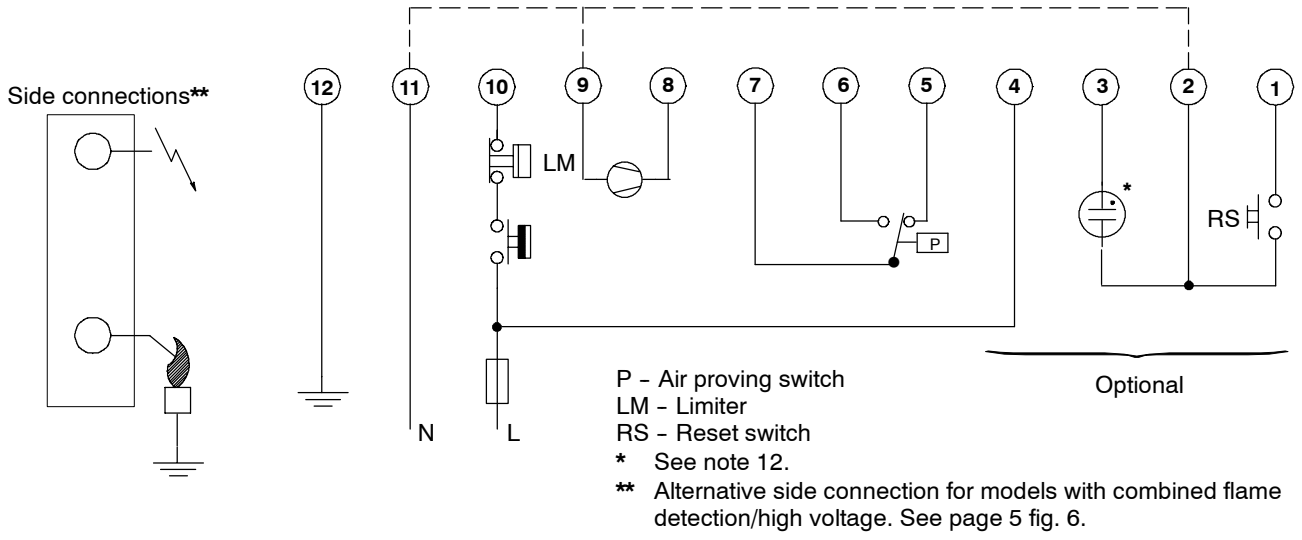 12 11 10 9 8 7 6 5 4 3 2 1
Side connections**
LM
*
RS
P
Optional
N L
P – Air proving switch
LM – Limiter
RS – Reset switch
* See note 12.
** Alternative side connection for models with combined flame
detection/high voltage. See page 5 fig. 6.